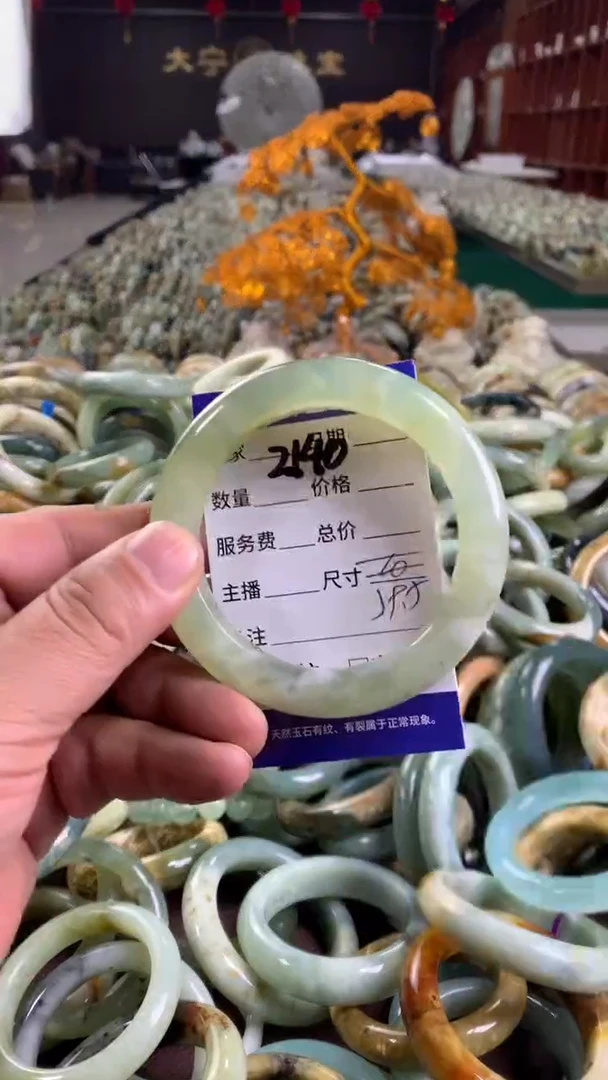 大宁
2140
期
数量 价格
服务费 总价
主播 尺寸
注
天然玉石有纹、有裂属于正常现象。